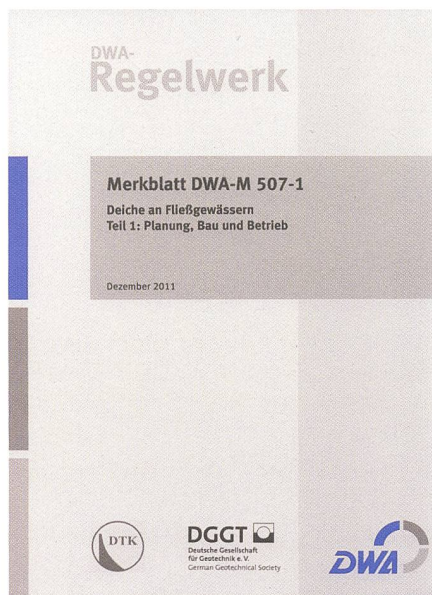 DWA-
Regelwerk
Merkblatt DWA-M 507-1
Deiche an Fließgewässern
Teil 1: Planung, Bau und Betrieb
Dezember 2011
DTK
DGGT
Deutsche Gesellschaft
für Geotechnik e. V.
German Geotechnical Society
DWA